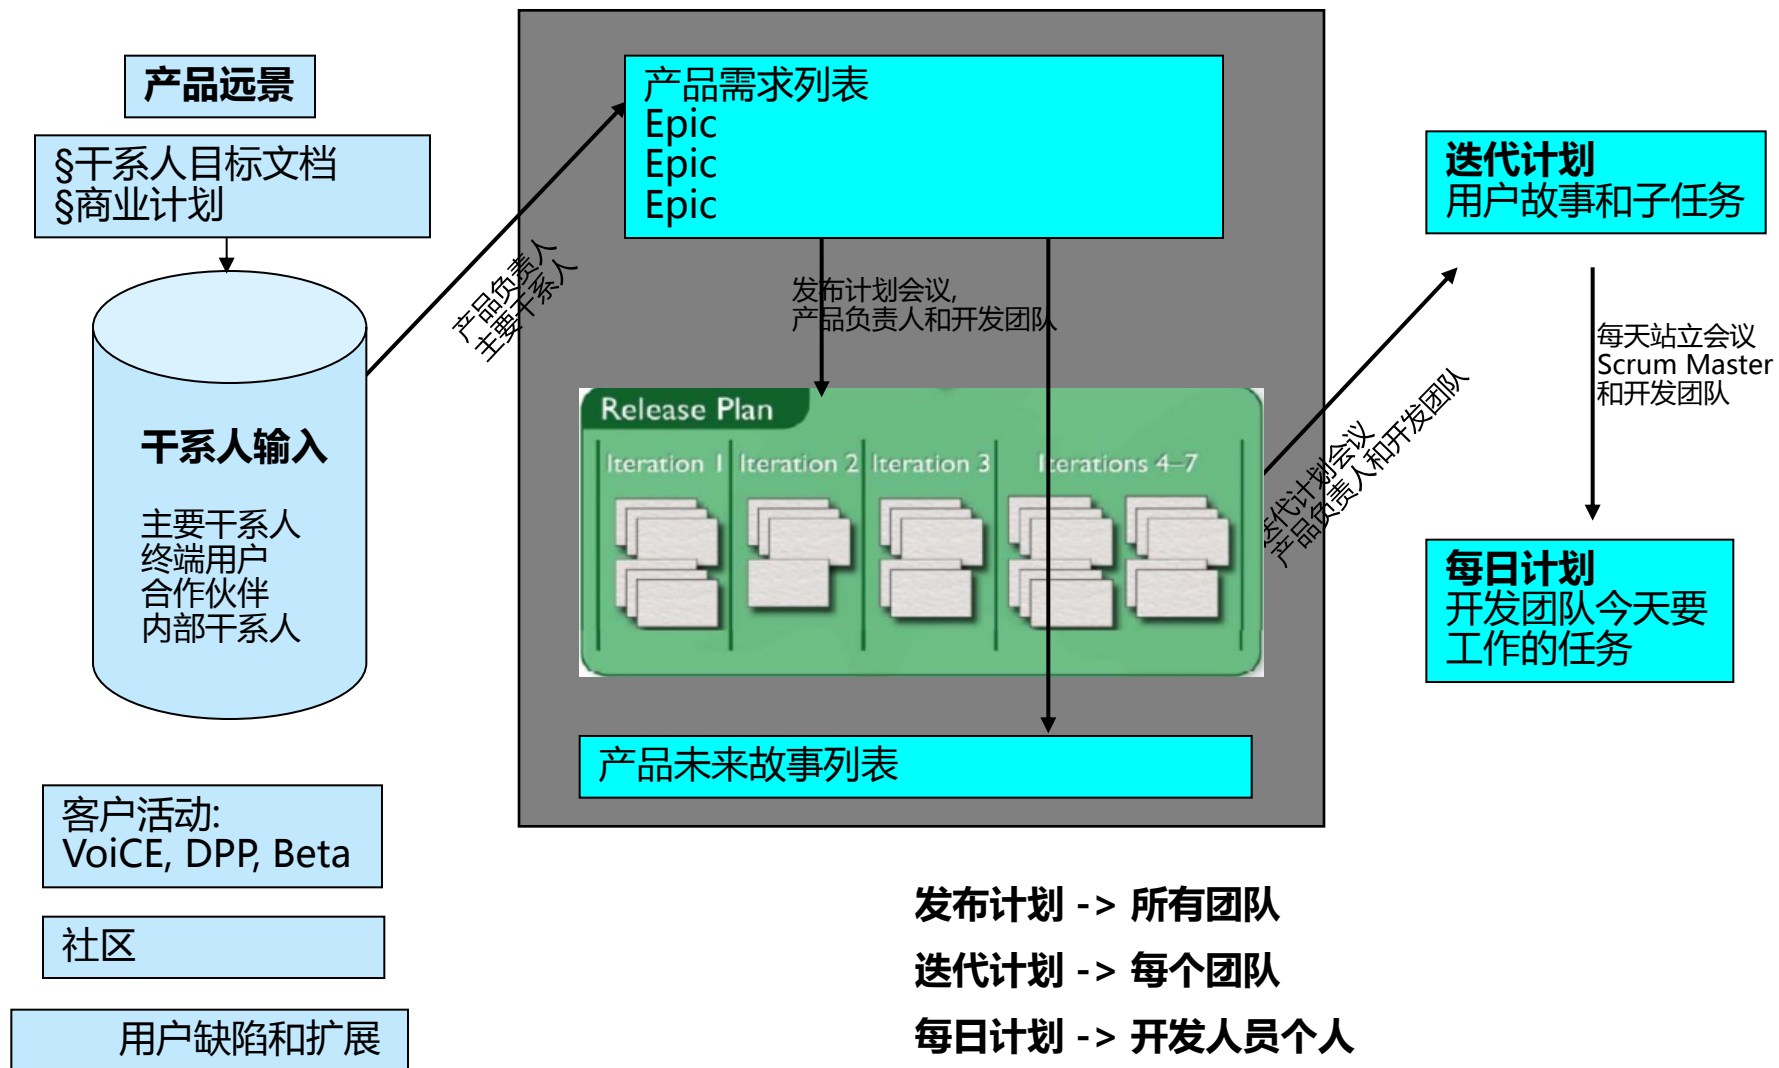 产品远景
§干系人目标文档
§商业计划
干系人输入
主要干系人
终端用户
合作伙伴
内部干系人
客户活动:
VoiCE, DPP, Beta
社区
用户缺陷和扩展
产品负责人
主要干系人
产品需求列表
Epic
Epic
Epic
发布计划会议,
产品负责人和开发团队
Release Plan
Iteration 1
Iteration 2
Iteration 3
Iterations 4–7
产品未来故事列表
迭代计划会议
产品负责人和开发团队
迭代计划
用户故事和子任务
每天站立会议
Scrum Master
和开发团队
每日计划
开发团队今天要
工作的任务
发布计划 -> 所有团队
迭代计划 -> 每个团队
每日计划 -> 开发人员个人